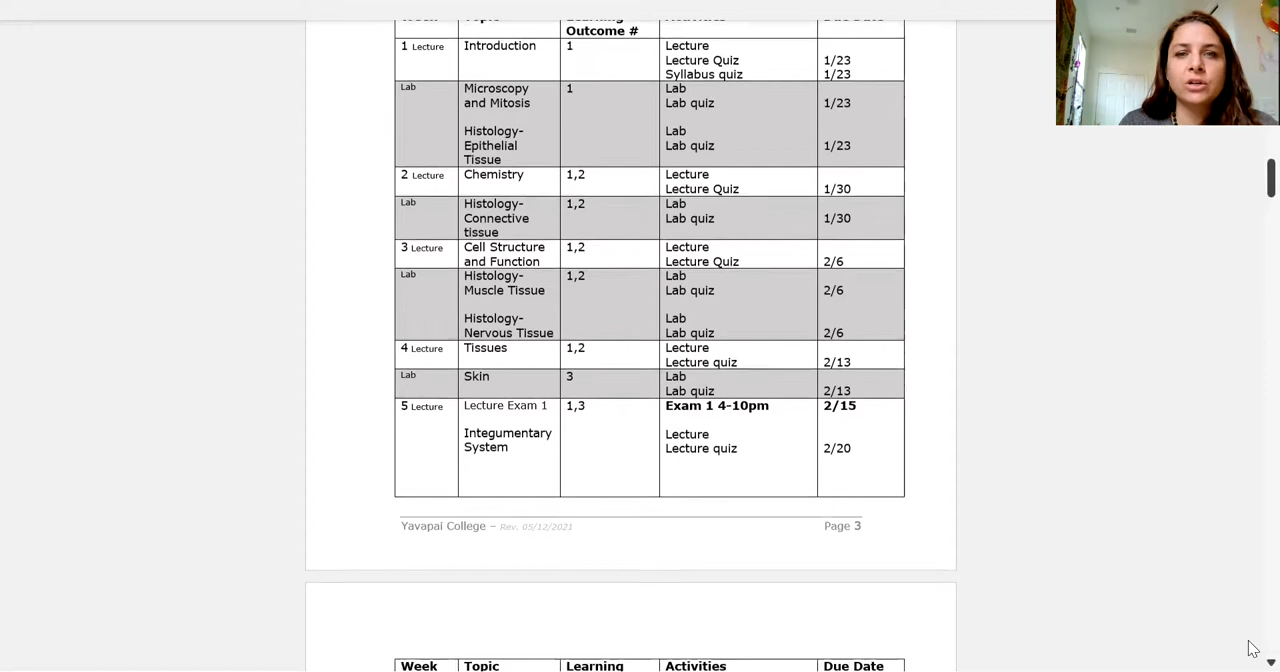 Week Topic Learning Activities Due Date
Outcome #
1 Lecture Introduction 1 Lecture
Lecture Quiz 1/23
Syllabus quiz 1/23
Lab Microscopy 1 Lab
and Mitosis Lab quiz 1/23
Histology- Lab
Epithelial Lab quiz 1/23
Tissue
2 Lecture Chemistry 1,2 Lecture
Lecture Quiz 1/30
Lab Histology- 1,2 Lab
Connective Lab quiz 1/30
tissue
3 Lecture Cell Structure 1,2 Lecture
and Function Lecture Quiz 2/6
Lab Histology- 1,2 Lab
Muscle Tissue Lab quiz 2/6
Histology- Lab
Nervous Tissue Lab quiz 2/6
4 Lecture Tissues 1,2 Lecture
Lecture quiz 2/13
Lab Skin 3 Lab
Lab quiz 2/13
5 Lecture Lecture Exam 1 1,3 Exam 1 4-10pm 2/15
Integumentary Lecture
System Lecture quiz 2/20
Yavapai College – Rev. 05/12/2021 Page 3
Week Topic Learning Activities Due Date